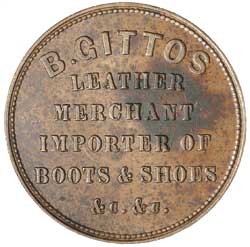 B. GITTOS
LEATHER
MERCHANT
IMPORTER OF
BOOTS & SHOES
&c. &c.